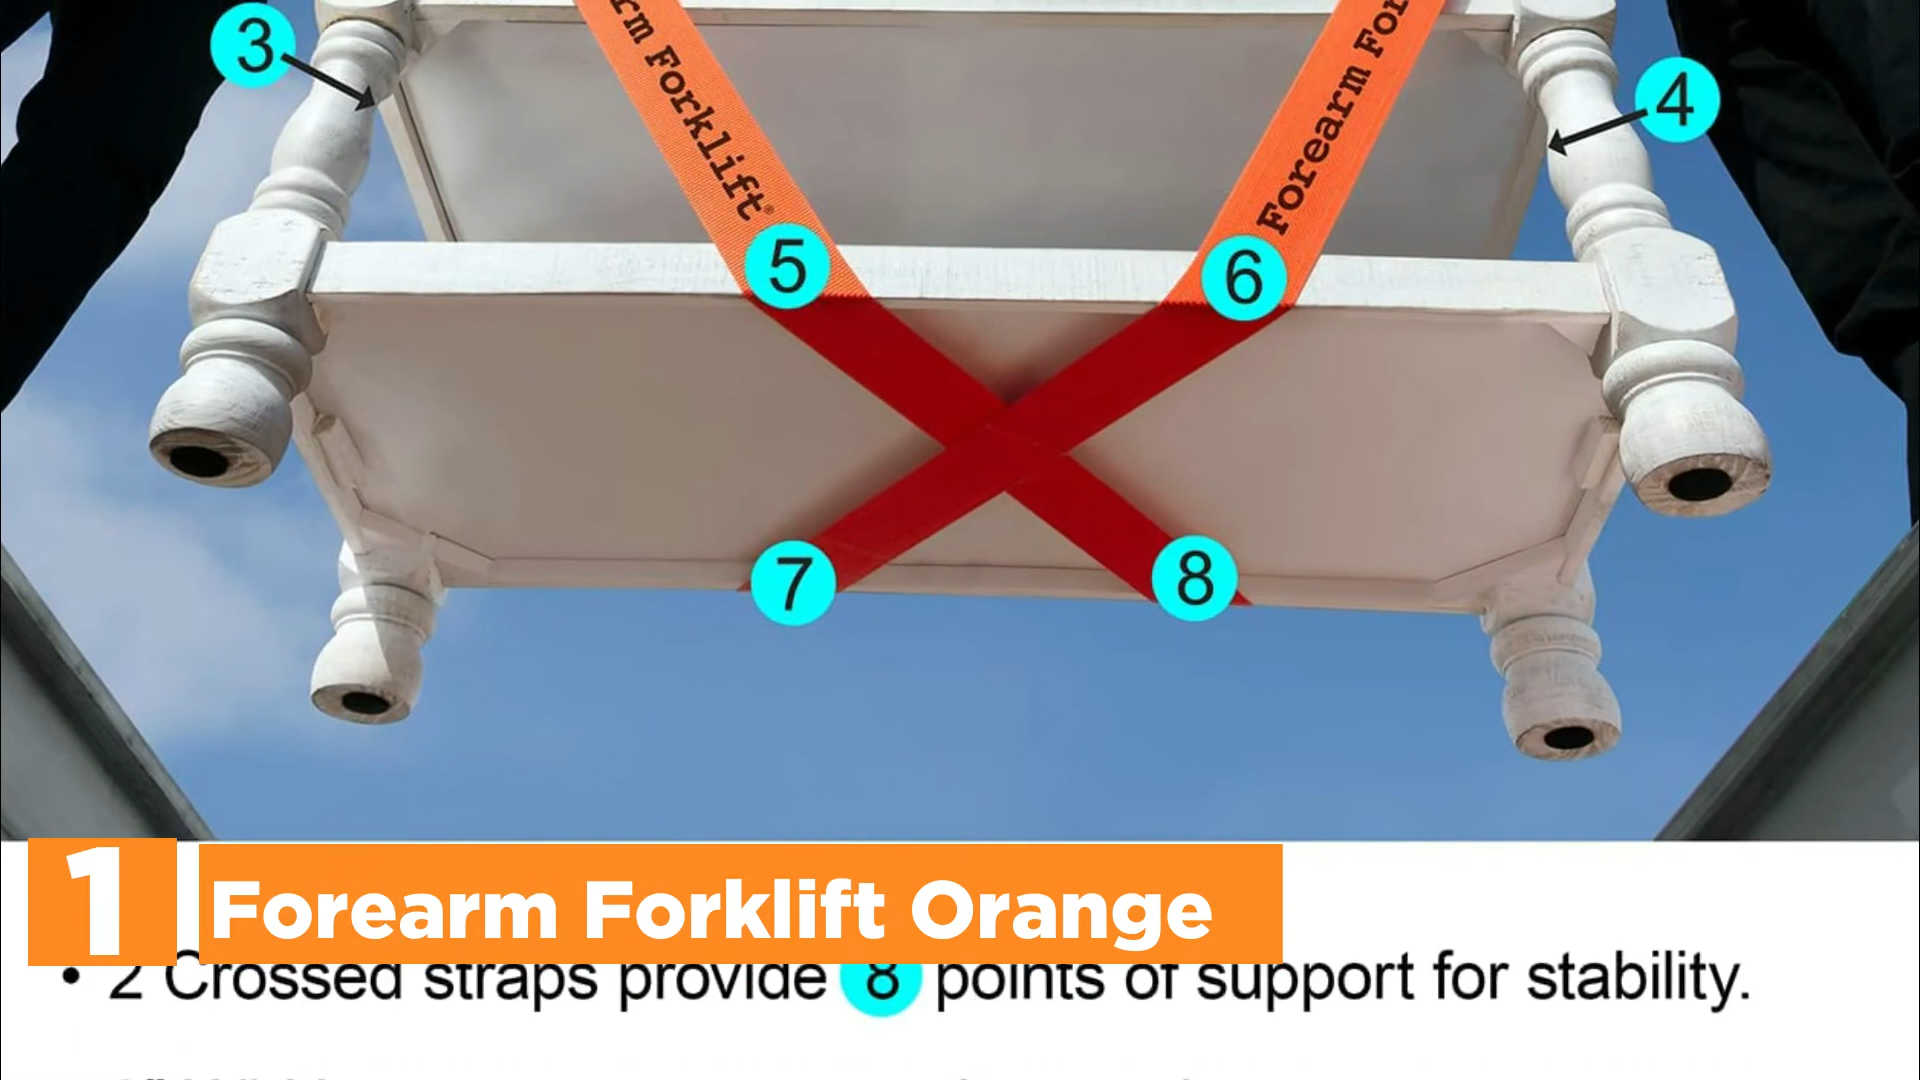 3
4
rm Forklift®
Forearm For
5
6
7
8
1 Forearm Forklift Orange
• 2 Crossed straps provide 8 points of support for stability.